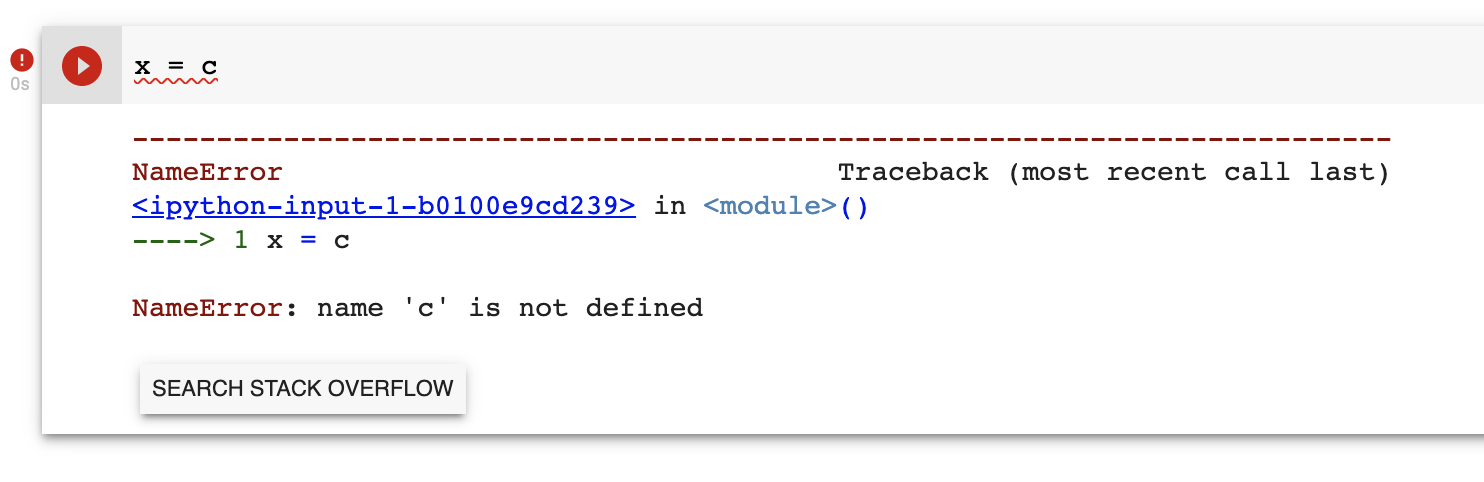 !
0s
x = c
---------------------------------------------------------------------------
NameError                                 Traceback (most recent call last)
<ipython-input-1-b0100e9cd239> in <module>()
----> 1 x = c
NameError: name 'c' is not defined
SEARCH STACK OVERFLOW